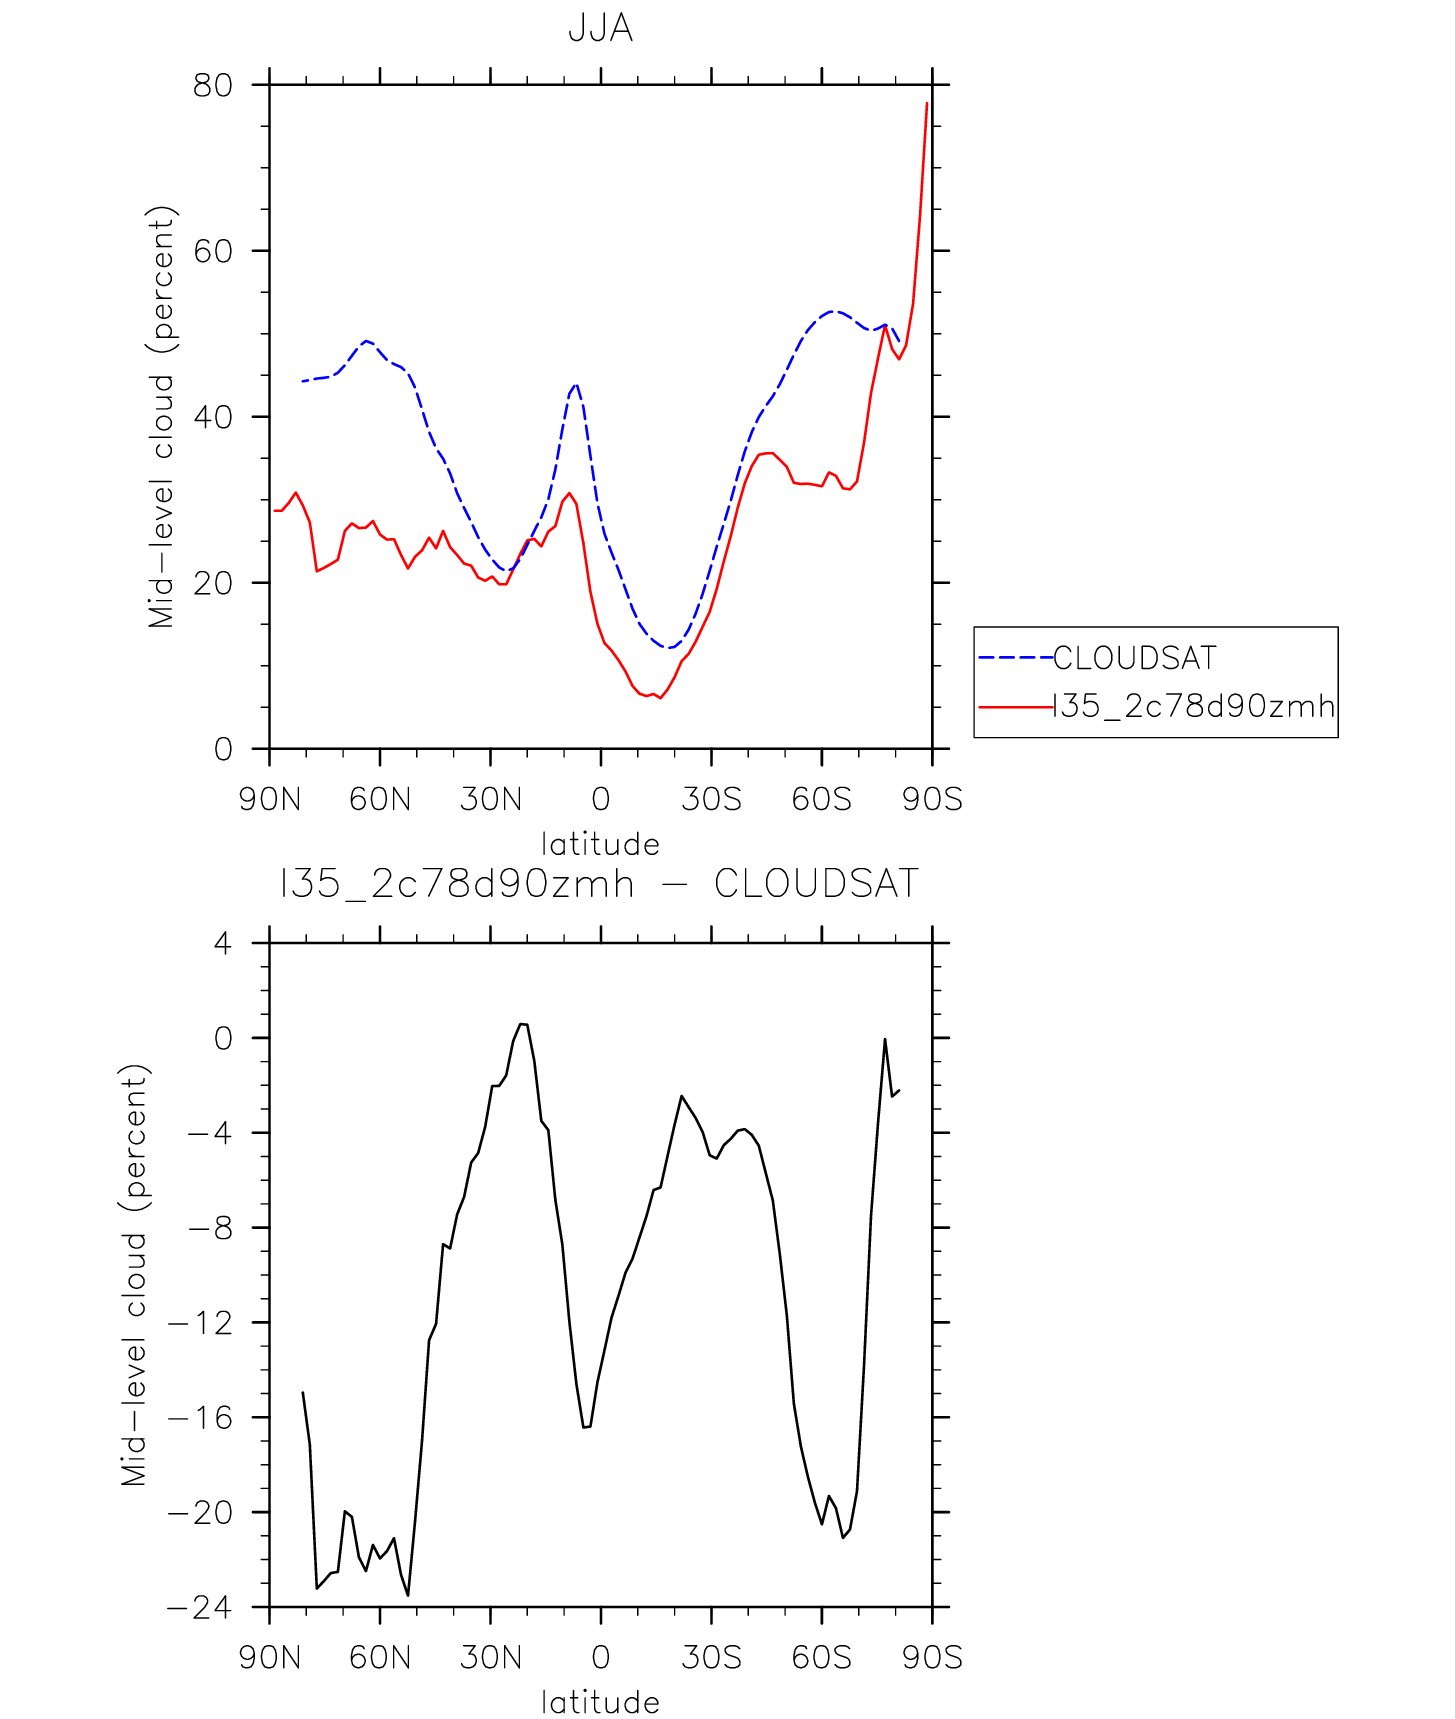 JJA
80
60
40
20
0
Mid-level cloud (percent)
90N 60N 30N 0 30S 60S 90S
latitude
CLOUDSAT
I35_2c78d90zmh
I35_2c78d90zmh - CLOUDSAT
4
0
-4
-8
-12
-16
-20
-24
Mid-level cloud (percent)
90N 60N 30N 0 30S 60S 90S
latitude